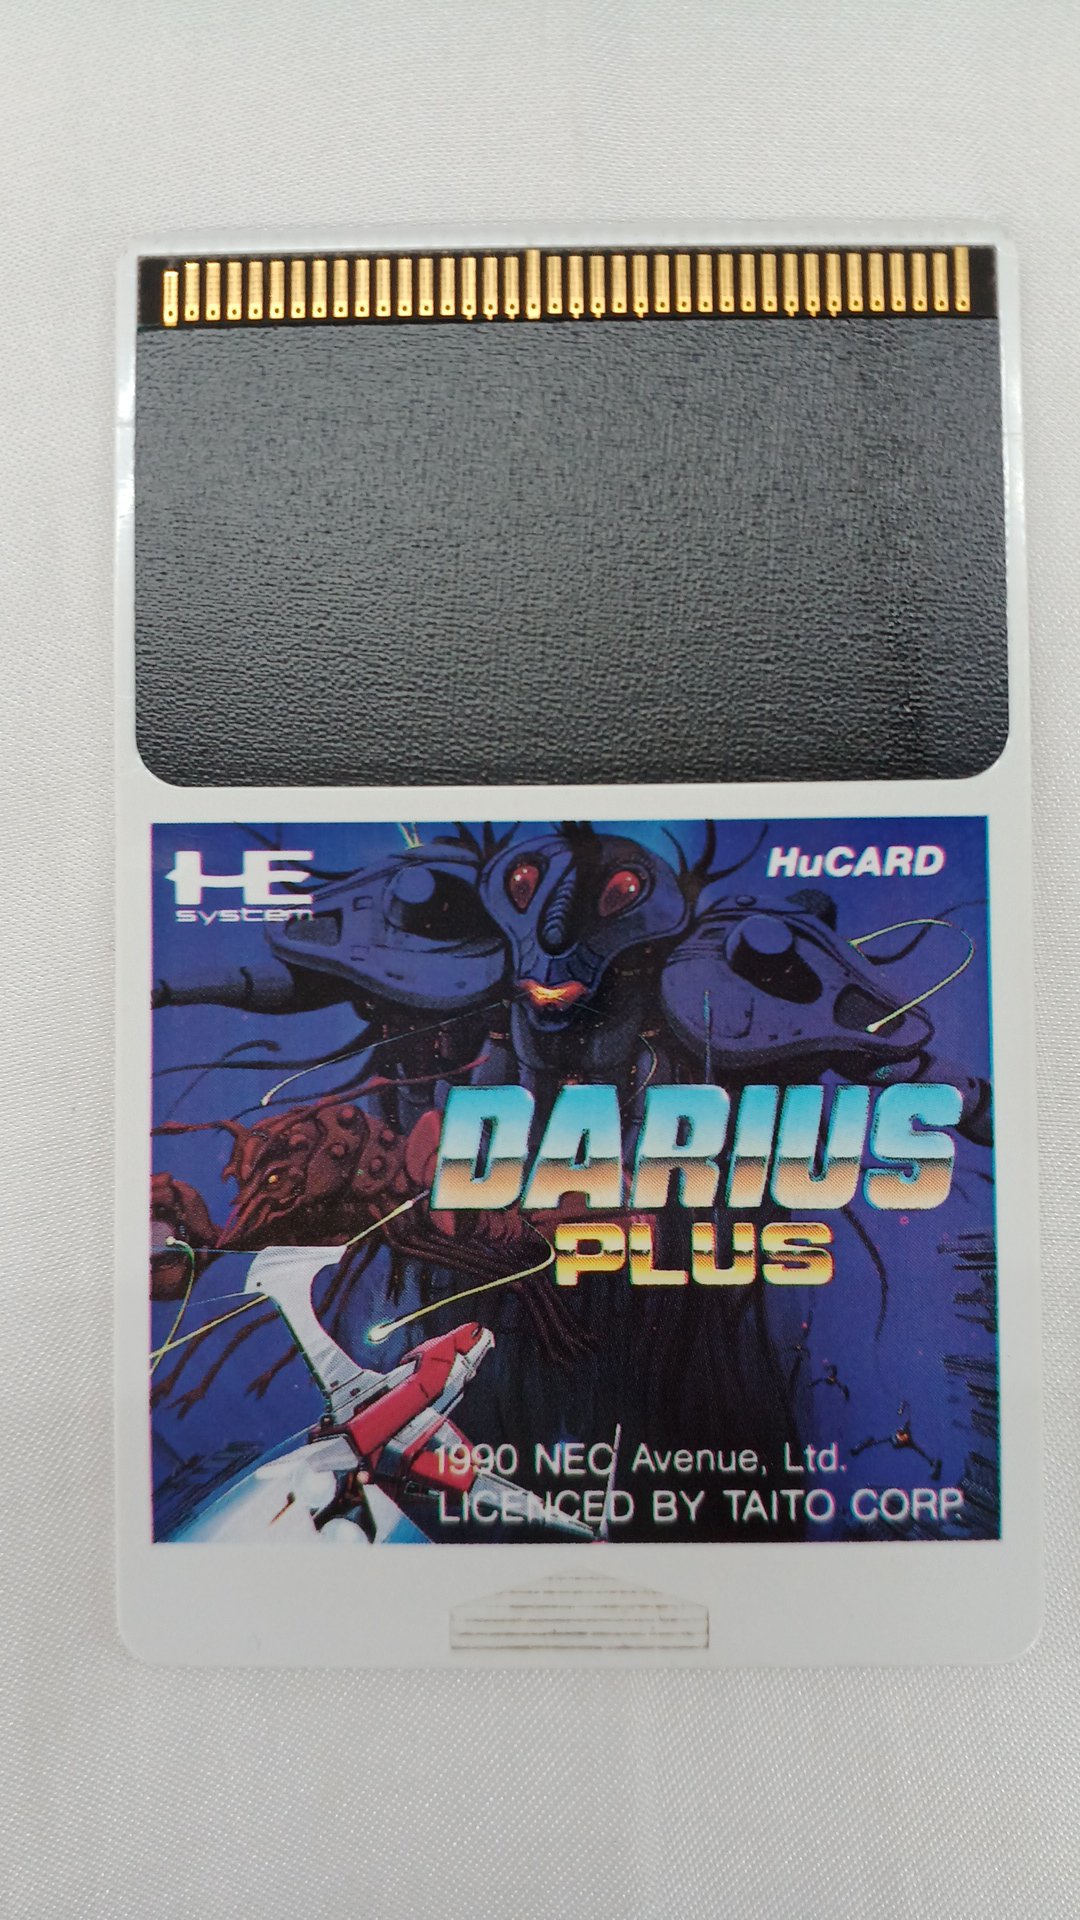 HE
system
HuCARD
DARIUS
PLUS
1990 NEC Avenue, Ltd.
LICENCED BY TAITO CORP.